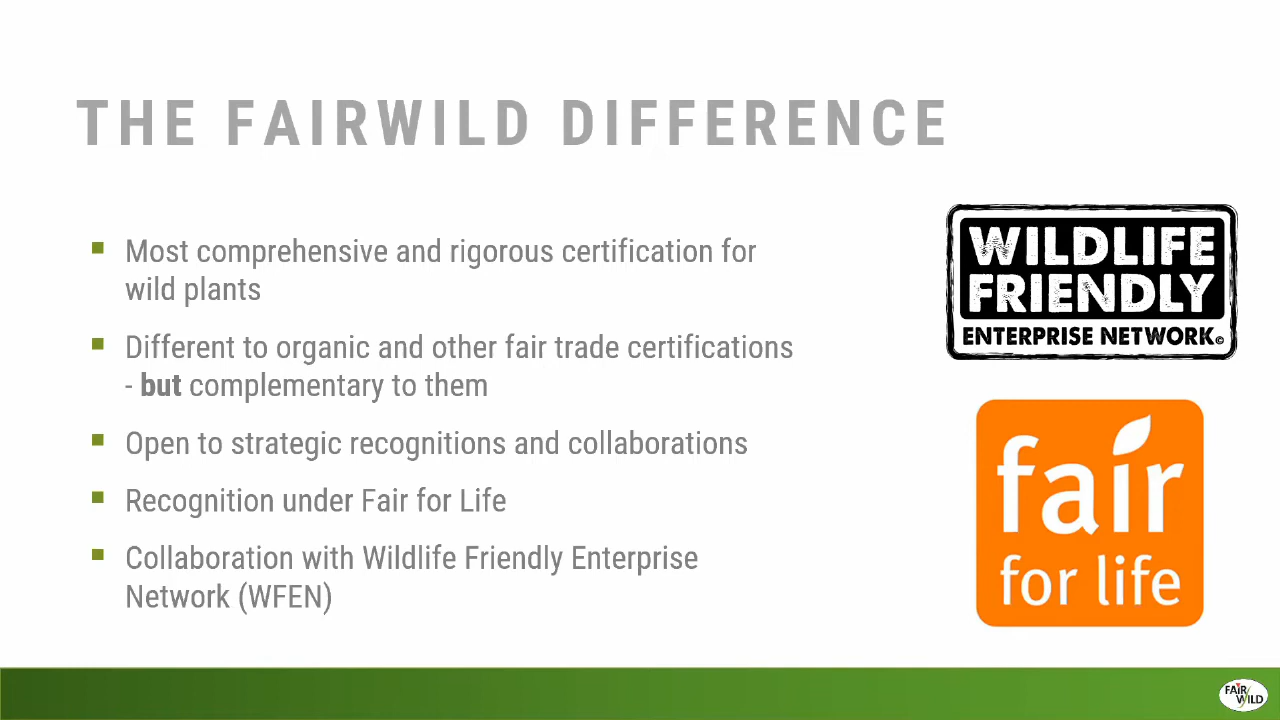 THE FAIRWILD DIFFERENCE
Most comprehensive and rigorous certification for
wild plants
Different to organic and other fair trade certifications
- but complementary to them
Open to strategic recognitions and collaborations
Recognition under Fair for Life
Collaboration with Wildlife Friendly Enterprise
Network (WFEN)
WILDLIFE
FRIENDLY
ENTERPRISE NETWORK©
fair
for life
FAIR
WILD